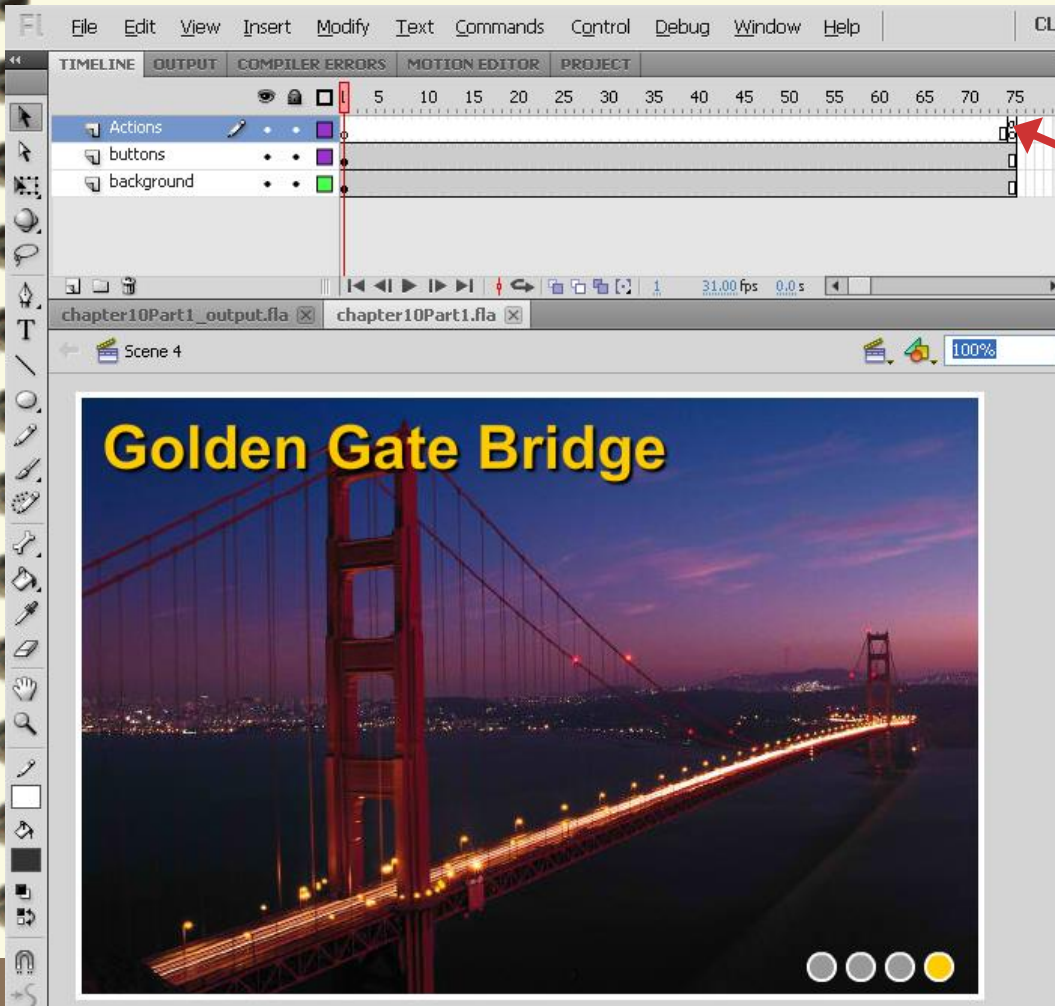 Fl File Edit View Insert Modify Text Commands Control Debug Window Help CL
TIMELINE OUTPUT COMPILER ERRORS MOTION EDITOR PROJECT
1 5 10 15 20 25 30 35 40 45 50 55 60 65 70 75
Actions
buttons
background
1 31.00 fps 0.0 s
chapter10Part1_output.fla chapter10Part1.fla
Scene 4 100%
Golden Gate Bridge